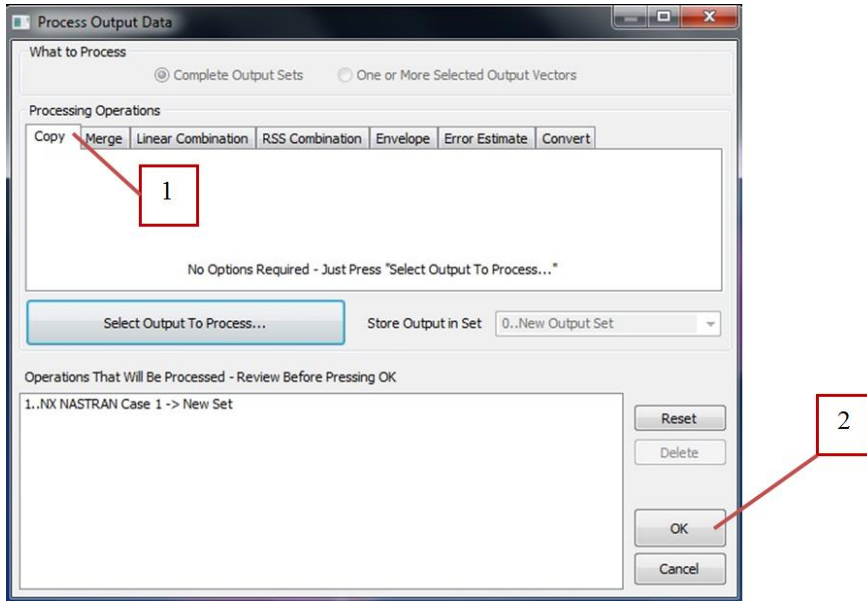 Process Output Data
What to Process
Complete Output Sets One or More Selected Output Vectors
Processing Operations
Copy Merge Linear Combination RSS Combination Envelope Error Estimate Convert
1
No Options Required - Just Press "Select Output To Process..."
Select Output To Process... Store Output in Set 0..New Output Set
Operations That Will Be Processed - Review Before Pressing OK
1..NX NASTRAN Case 1 -> New Set
Reset
2
Delete
OK
Cancel